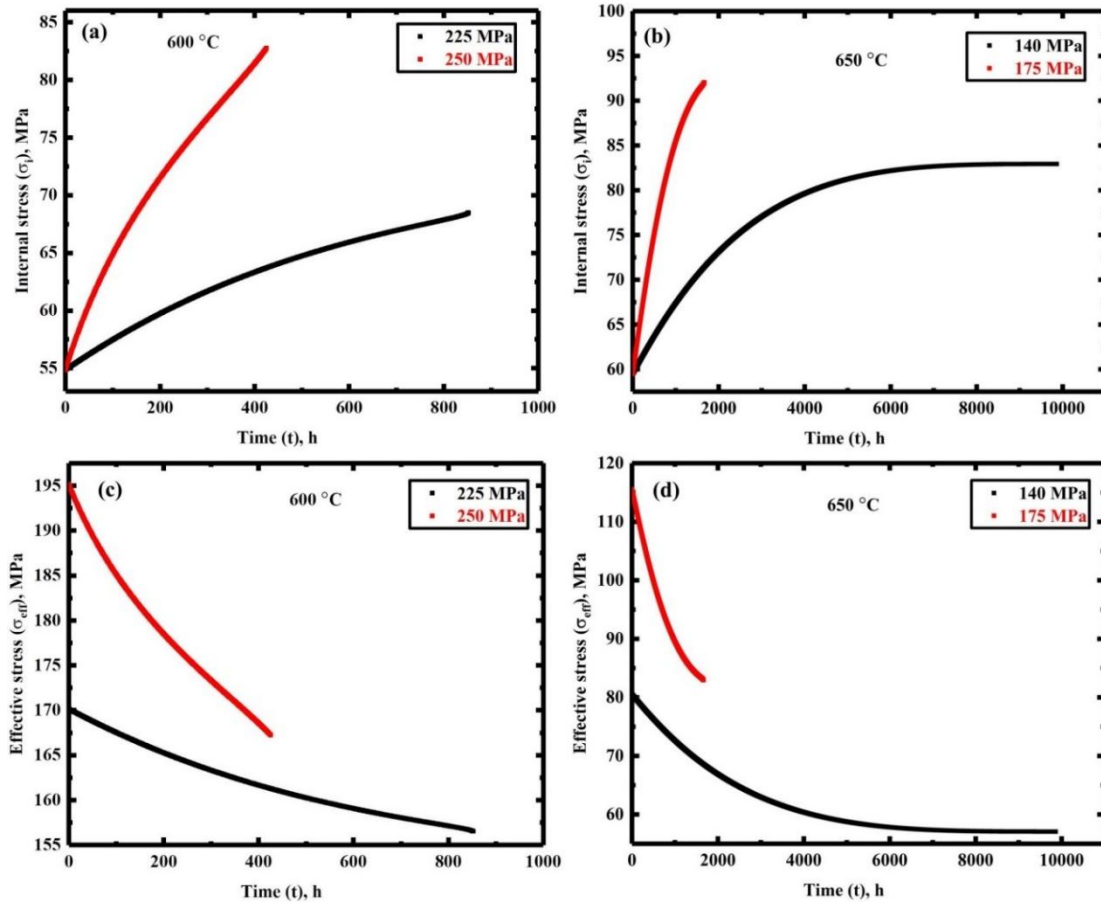 (a)
600 °C
225 MPa
250 MPa
85
80
75
70
65
60
55
Internal stress (σi), MPa
0 200 400 600 800 1000
Time (t), h
(b)
650 °C
140 MPa
175 MPa
100
95
90
85
80
75
70
65
60
Internal stress (σi), MPa
0 2000 4000 6000 8000 10000
Time (t), h
(c)
600 °C
225 MPa
250 MPa
195
190
185
180
175
170
165
160
155
Effective stress (σeff), MPa
0 200 400 600 800 1000
Time (t), h
(d)
650 °C
140 MPa
175 MPa
120
110
100
90
80
70
60
Effective stress (σeff), MPa
0 2000 4000 6000 8000 10000
Time (t), h